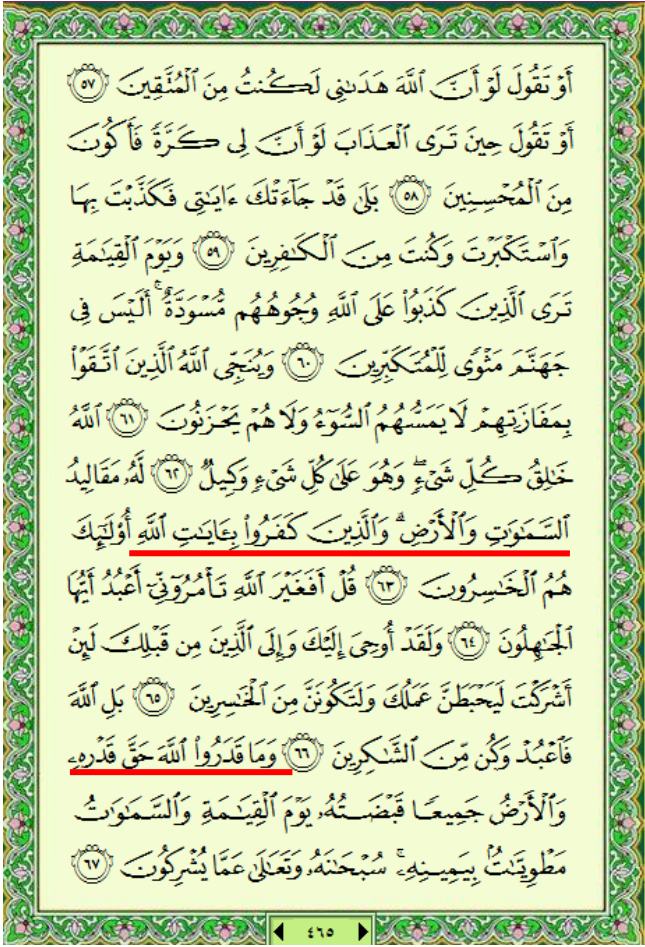 أَوْ تَقُولَ لَوْ أَنَّ ٱللَّهَ هَدَىٰنِى لَكُنتُ مِنَ ٱلْمُتَّقِينَ ٥٧
أَوْ تَقُولَ حِينَ تَرَى ٱلْعَذَابَ لَوْ أَنَّ لِى كَرَّةً فَأَكُونَ
مِنَ ٱلْمُحْسِنِينَ ٥٨ بَلَىٰ قَدْ جَآءَتْكَ ءَايَٰتِى فَكَذَّبْتَ بِهَا
وَٱسْتَكْبَرْتَ وَكُنتَ مِنَ ٱلْكَٰفِرِينَ ٥٩ وَيَوْمَ ٱلْقِيَٰمَةِ
تَرَى ٱلَّذِينَ كَذَبُوا۟ عَلَى ٱللَّهِ وُجُوهُهُم مُّسْوَدَّةٌ ۚ أَلَيْسَ فِى
جَهَنَّمَ مَثْوًى لِّلْمُتَكَبِّرِينَ ٦٠ وَيُنَجِّى ٱللَّهُ ٱلَّذِينَ ٱتَّقَوْا۟
بِمَفَازَتِهِمْ لَا يَمَسُّهُمُ ٱلسُّوٓءُ وَلَا هُمْ يَحْزَنُونَ ٦١ ٱللَّهُ
خَٰلِقُ كُلِّ شَىْءٍ ۖ وَهُوَ عَلَىٰ كُلِّ شَىْءٍ وَكِيلٌ ٦٢ لَّهُۥ مَقَالِيدُ
ٱلسَّمَٰوَٰتِ وَٱلْأَرْضِ ۗ وَٱلَّذِينَ كَفَرُوا۟ بِـَٔايَٰتِ ٱللَّهِ أُو۟لَٰٓئِكَ
هُمُ ٱلْخَٰسِرُونَ ٦٣ قُلْ أَفَغَيْرَ ٱللَّهِ تَأْمُرُوٓنِّىٓ أَعْبُدُ أَيُّهَا
ٱلْجَٰهِلُونَ ٦٤ وَلَقَدْ أُوحِىَ إِلَيْكَ وَإِلَى ٱلَّذِينَ مِن قَبْلِكَ لَئِنْ
أَشْرَكْتَ لَيَحْبَطَنَّ عَمَلُكَ وَلَتَكُونَنَّ مِنَ ٱلْخَٰسِرِينَ ٦٥ بَلِ ٱللَّهَ
فَٱعْبُدْ وَكُن مِّنَ ٱلشَّٰكِرِينَ ٦٦ وَمَا قَدَرُوا۟ ٱللَّهَ حَقَّ قَدْرِهِۦ
وَٱلْأَرْضُ جَمِيعًا قَبْضَتُهُۥ يَوْمَ ٱلْقِيَٰمَةِ وَٱلسَّمَٰوَٰتُ
مَطْوِيَّٰتٌۢ بِيَمِينِهِۦ ۚ سُبْحَٰنَهُۥ وَتَعَٰلَىٰ عَمَّا يُشْرِكُونَ ٦٧
٤٦٥